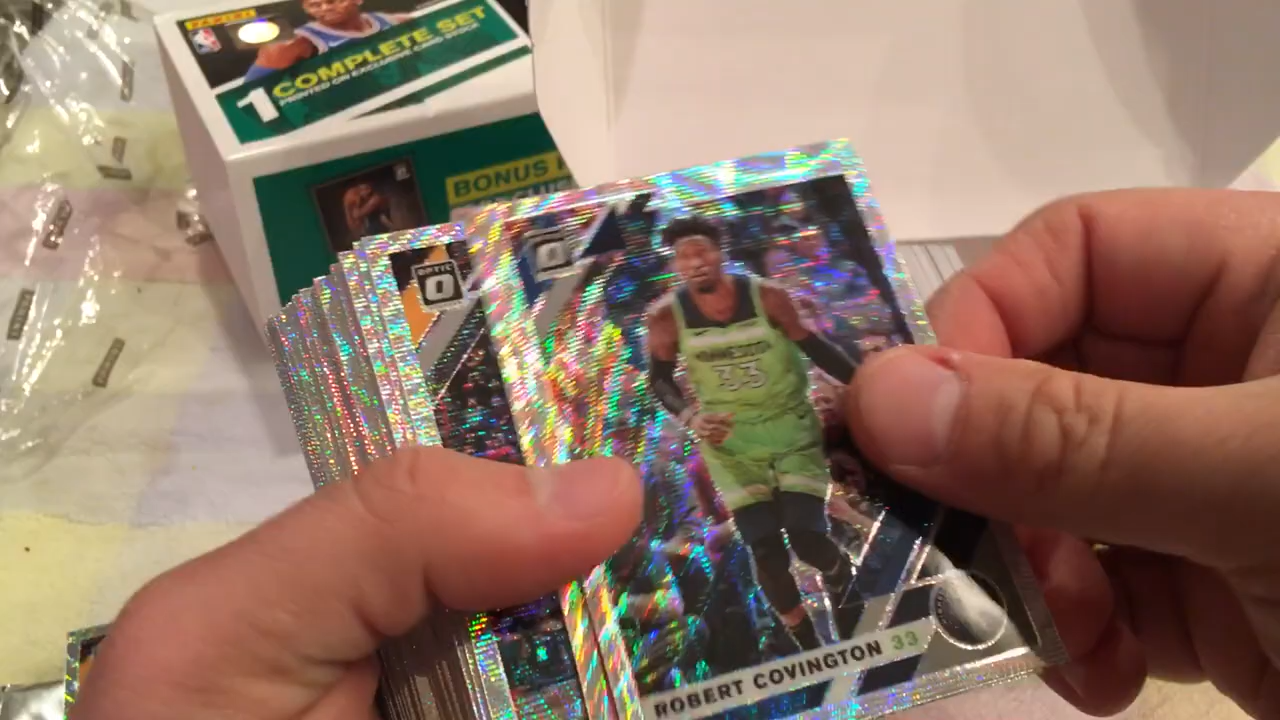 PANINI
1 COMPLETE SET
PRINTED ON EXCLUSIVE CARD STOCK
BONUS
OPTIC
33
ROBERT COVINGTON 33